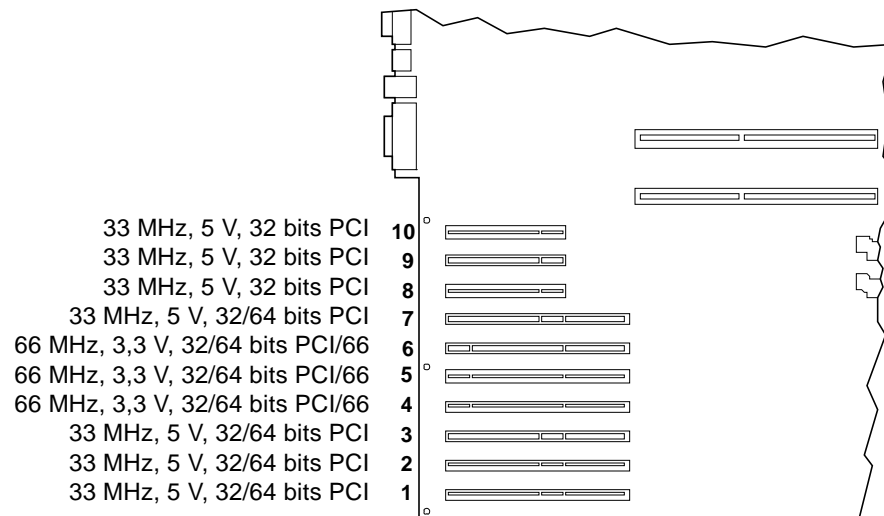 33 MHz, 5 V, 32 bits PCI 10
33 MHz, 5 V, 32 bits PCI 9
33 MHz, 5 V, 32 bits PCI 8
33 MHz, 5 V, 32/64 bits PCI 7
66 MHz, 3,3 V, 32/64 bits PCI/66 6
66 MHz, 3,3 V, 32/64 bits PCI/66 5
66 MHz, 3,3 V, 32/64 bits PCI/66 4
33 MHz, 5 V, 32/64 bits PCI 3
33 MHz, 5 V, 32/64 bits PCI 2
33 MHz, 5 V, 32/64 bits PCI 1